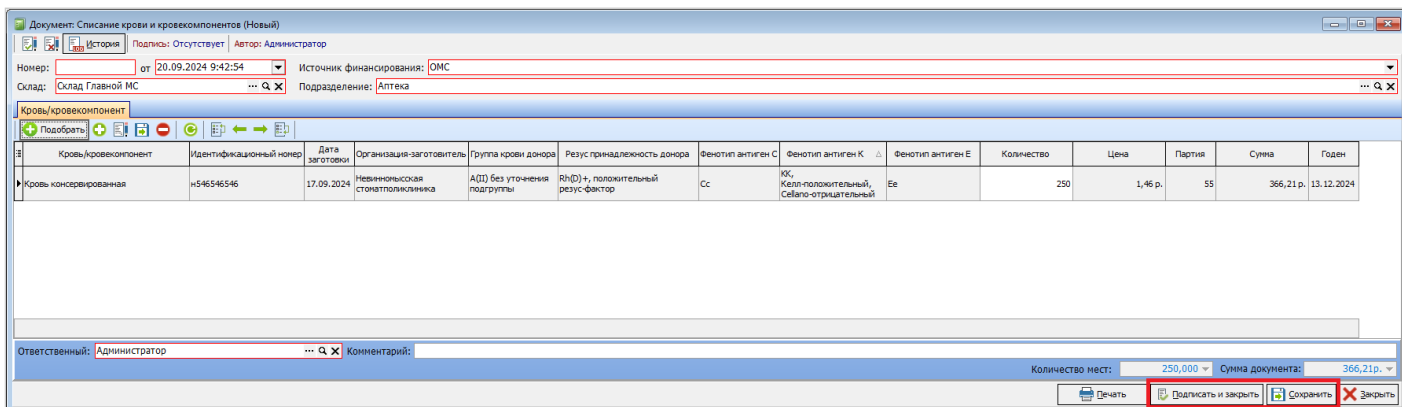 Документ: Списание крови и кровекомпонентов (Новый)
История Подпись: Отсутствует Автор: Администратор
Номер: от 20.09.2024 9:42:54 Источник финансирования: ОМС
Склад: Склад Главной МС Подразделение: Аптека
Кровь/кровекомпонент
Подобрать
Кровь/кровекомпонент Идентификационный номер Дата заготовки Организация-заготовитель Группа крови донора Резус принадлежность донора Фенотип антиген C Фенотип антиген K Фенотип антиген E Количество Цена Партия Сумма Годен
Кровь консервированная н546546546 17.09.2024 Невинномысская стоматполиклиника A(II) без уточнения подгруппы Rh(D)+, положительный резус-фактор Cc KK, Келл-положительный, Cellano-отрицательный Ee 250 1,46 р. 55 366,21 р. 13.12.2024
Ответственный: Администратор Комментарий:
Количество мест: 250,000 Сумма документа: 366,21р.
Печать Подписать и закрыть Сохранить Закрыть